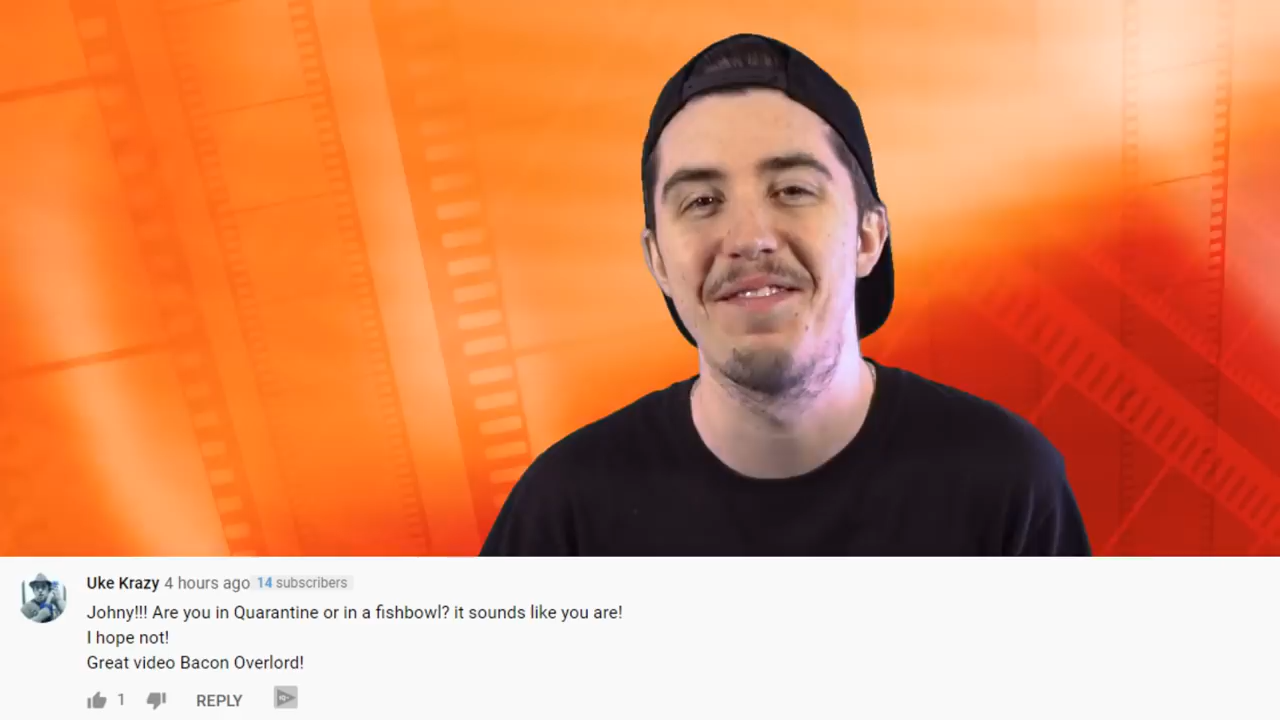 Uke Krazy 4 hours ago 14 subscribers
Johny!!! Are you in Quarantine or in a fishbowl? it sounds like you are!
I hope not!
Great video Bacon Overlord!
1 REPLY